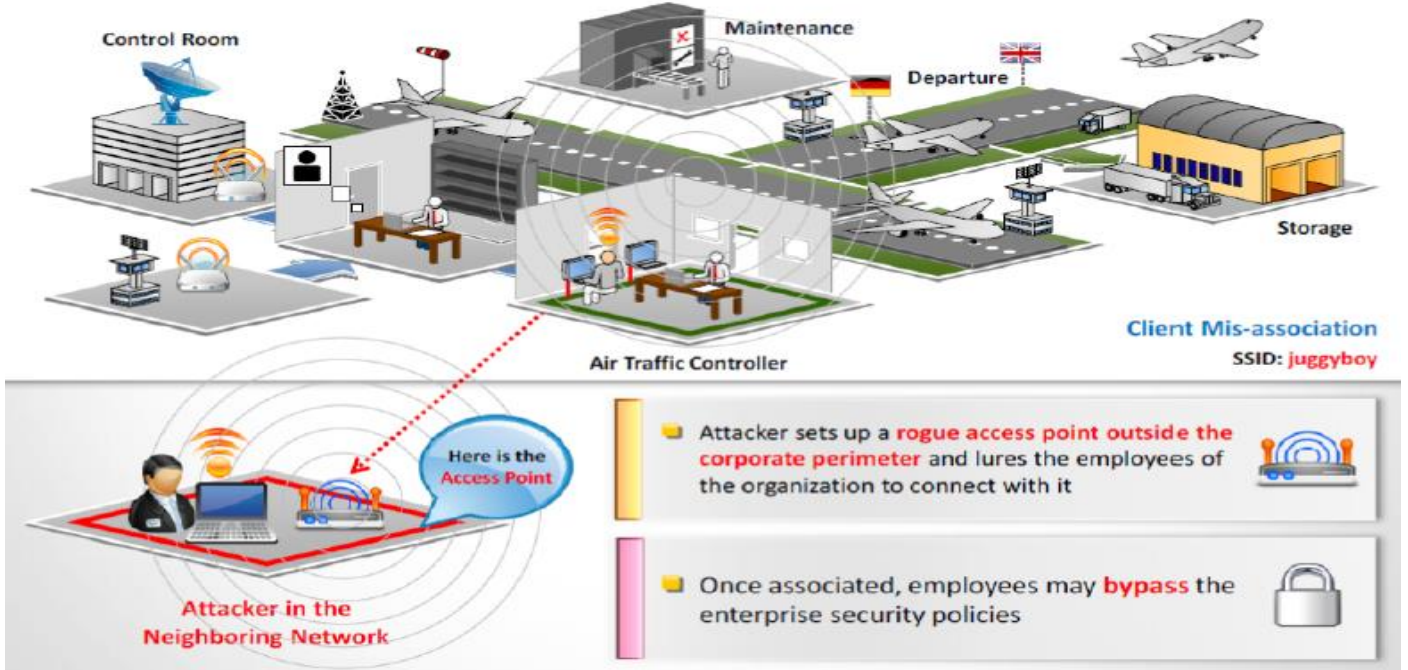 Control Room
Maintenance
Departure
Storage
Air Traffic Controller
Client Mis-association
SSID: juggyboy
Here is the
Access Point
Attacker in the
Neighboring Network
Attacker sets up a rogue access point outside the
corporate perimeter and lures the employees of
the organization to connect with it
Once associated, employees may bypass the
enterprise security policies